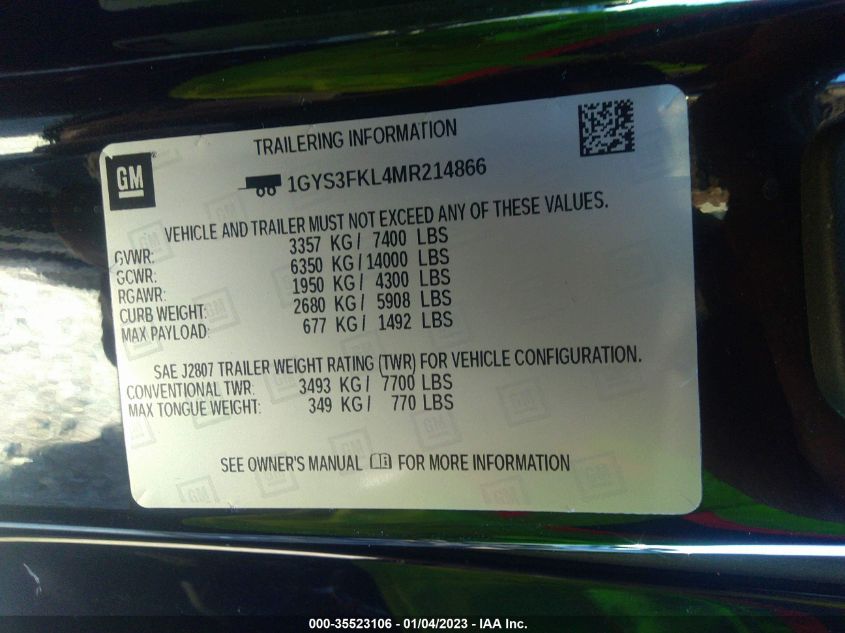 TRAILERING INFORMATION
GM
1GYS3FKL4MR214866
VEHICLE AND TRAILER MUST NOT EXCEED ANY OF THESE VALUES.
GVWR: 3357 KG/ 7400 LBS
GCWR: 6350 KG/14000 LBS
RGAWR: 1950 KG/ 4300 LBS
CURB WEIGHT: 2680 KG/ 5908 LBS
MAX PAYLOAD: 677 KG/ 1492 LBS
SAE J2807 TRAILER WEIGHT RATING (TWR) FOR VEHICLE CONFIGURATION.
CONVENTIONAL TWR: 3493 KG/ 7700 LBS
MAX TONGUE WEIGHT: 349 KG/ 770 LBS
SEE OWNER'S MANUAL FOR MORE INFORMATION
000-35523106 - 01/04/2023 - IAA Inc.